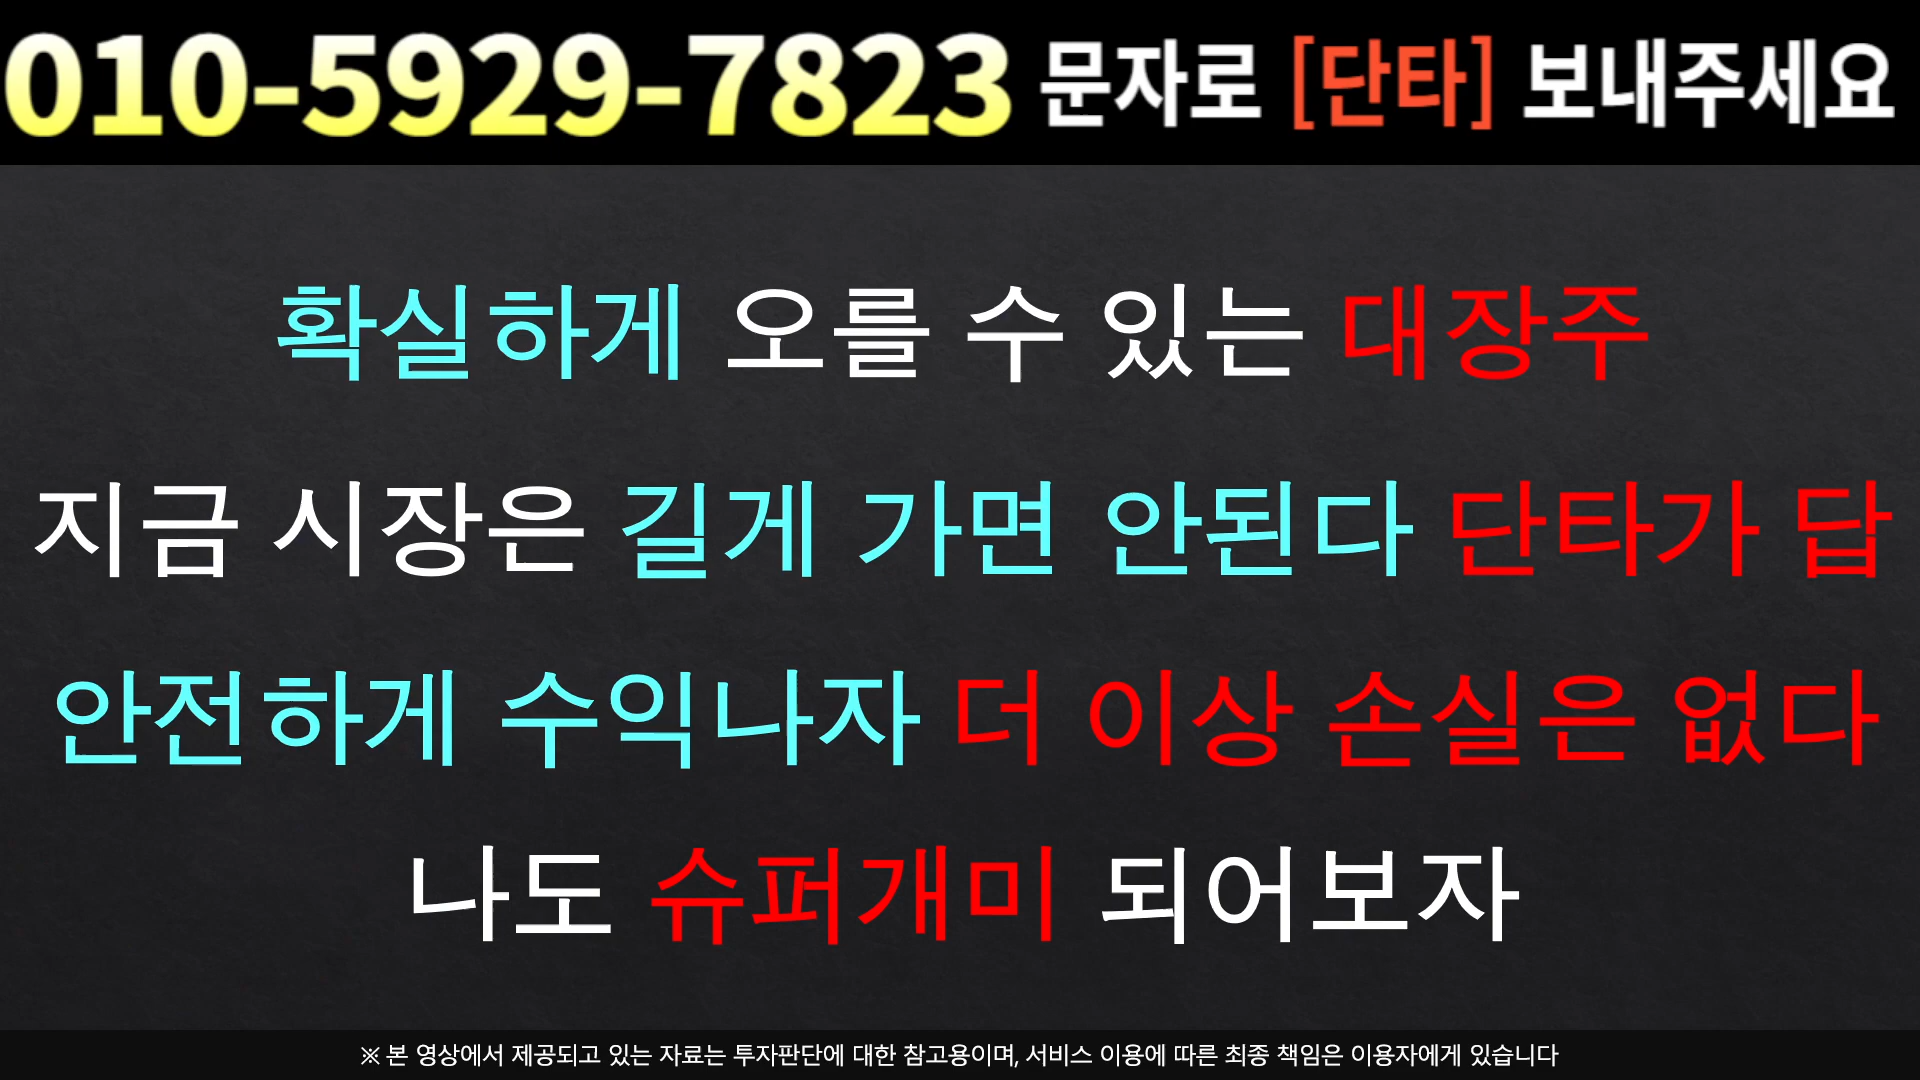 010-5929-7823 문자로 [단타] 보내주세요
확실하게 오를 수 있는 대장주
지금 시장은 길게 가면 안된다 단타가 답
안전하게 수익나자 더 이상 손실은 없다
나도 슈퍼개미 되어보자
※ 본 영상에서 제공되고 있는 자료는 투자판단에 대한 참고용이며, 서비스 이용에 따른 최종 책임은 이용자에게 있습니다